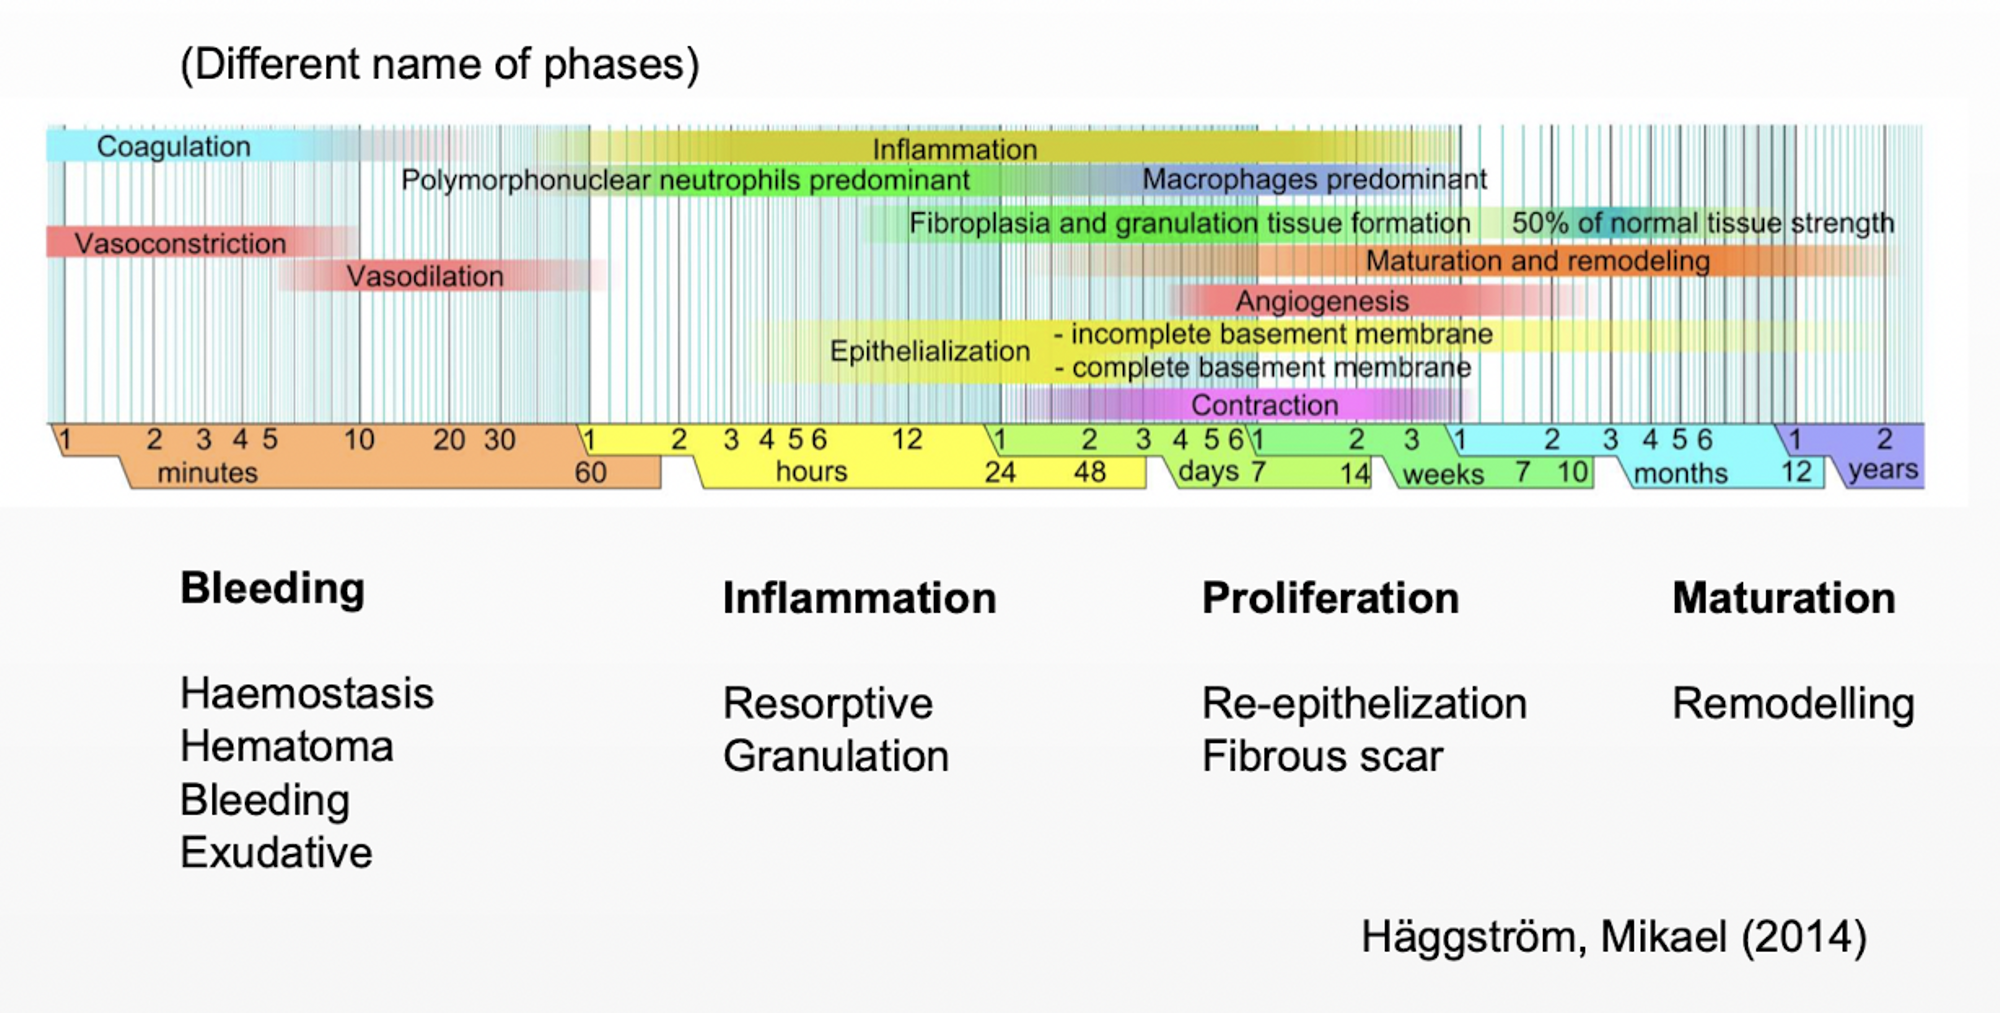 (Different name of phases)
Coagulation
Inflammation
Polymorphonuclear neutrophils predominant
Macrophages predominant
Fibroplasia and granulation tissue formation
50% of normal tissue strength
Vasoconstriction
Maturation and remodeling
Vasodilation
Angiogenesis
Epithelialization
- incomplete basement membrane
- complete basement membrane
Contraction
1 2 3 4 5 10 20 30 1 2 3 4 5 6 12 1 2 3 4 5 6 1 2 3 1 2 3 4 5 6 1 2
minutes 60 hours 24 48 days 7 14 weeks 7 10 months 12 years
Bleeding
Haemostasis
Hematoma
Bleeding
Exudative
Inflammation
Resorptive
Granulation
Proliferation
Re-epithelization
Fibrous scar
Maturation
Remodelling
Häggström, Mikael (2014)